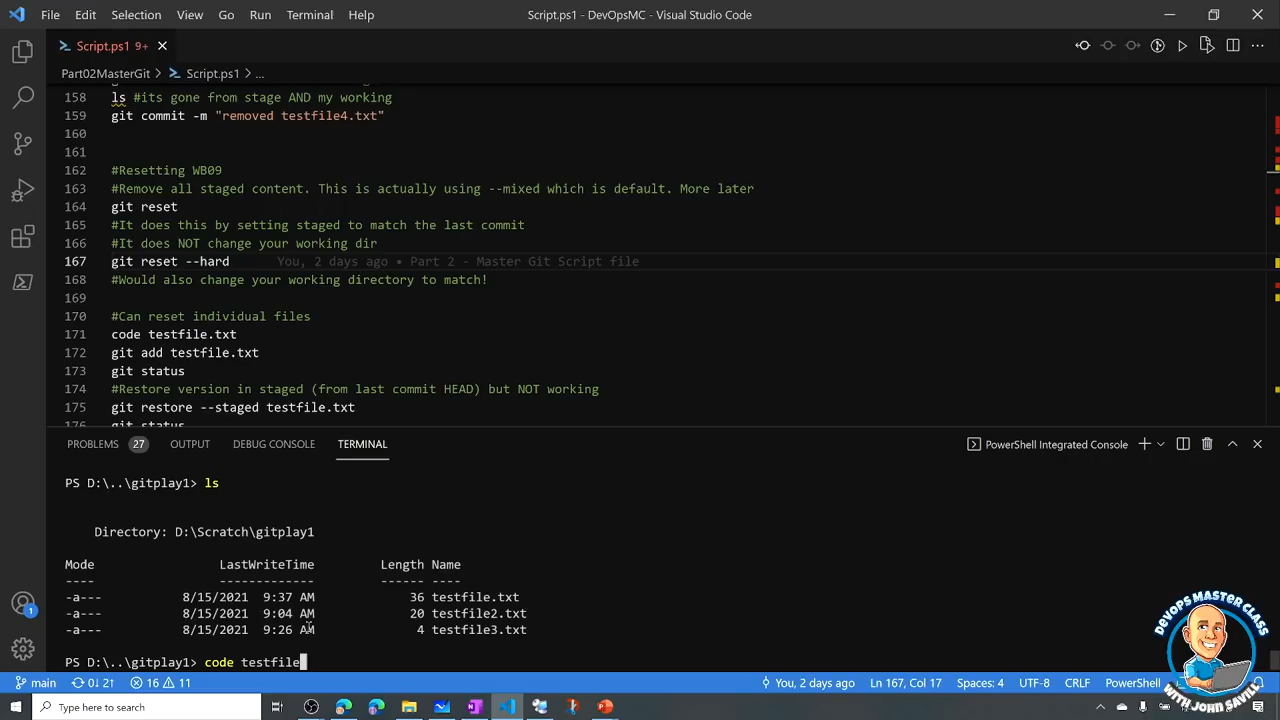 File Edit Selection View Go Run Terminal Help Script.ps1 - DevOpsMC - Visual Studio Code
Script.ps1 9+
Part02MasterGit > Script.ps1 > ...
158 ls #its gone from stage AND my working
159 git commit -m "removed testfile4.txt"
160
161
162 #Resetting WB09
163 #Remove all staged content. This is actually using --mixed which is default. More later
164 git reset
165 #It does this by setting staged to match the last commit
166 #It does NOT change your working dir
167 git reset --hard You, 2 days ago • Part 2 - Master Git Script file
168 #Would also change your working directory to match!
169
170 #Can reset individual files
171 code testfile.txt
172 git add testfile.txt
173 git status
174 #Restore version in staged (from last commit HEAD) but NOT working
175 git restore --staged testfile.txt
176 git status
PROBLEMS 27 OUTPUT DEBUG CONSOLE TERMINAL PowerShell Integrated Console
PS D:\..\gitplay1> ls
Directory: D:\Scratch\gitplay1
Mode LastWriteTime Length Name
---- ------------- ------ ----
-a--- 8/15/2021 9:37 AM 36 testfile.txt
-a--- 8/15/2021 9:04 AM 20 testfile2.txt
-a--- 8/15/2021 9:26 AM 4 testfile3.txt
PS D:\..\gitplay1> code testfile
DEVOPS MASTER CLASS
WITH JOHN SAVILL
1
main 0↓ 2↑ 16 11 You, 2 days ago Ln 167, Col 17 Spaces: 4 UTF-8 CRLF PowerShell
Type here to search